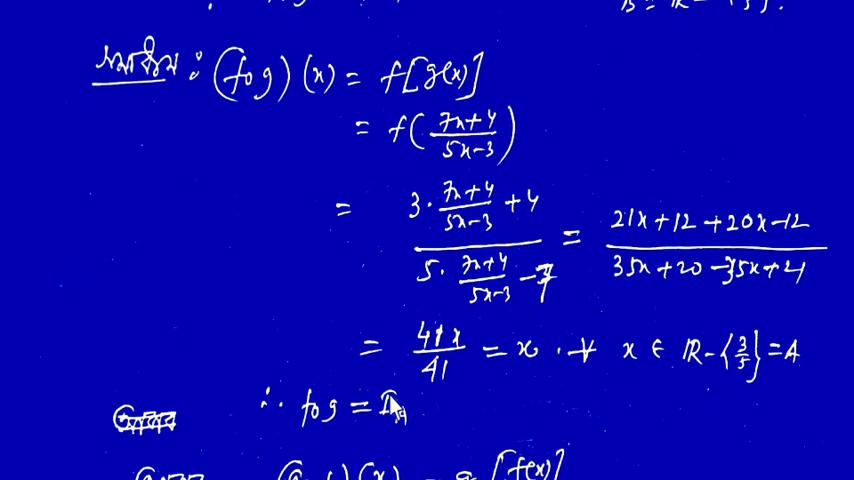 সমাধান : (fog)(x) = f[g(x)]
= f((7x+4)/(5x-3))
= (3·(7x+4)/(5x-3) + 4)/(5·(7x+4)/(5x-3) - 7) = (21x+12+20x-12)/(35x+20-35x+21)
= 41x/41 = x · ∀ x ∈ R-{3/5} = A
∴ fog = I
(x) = g[f(x)]